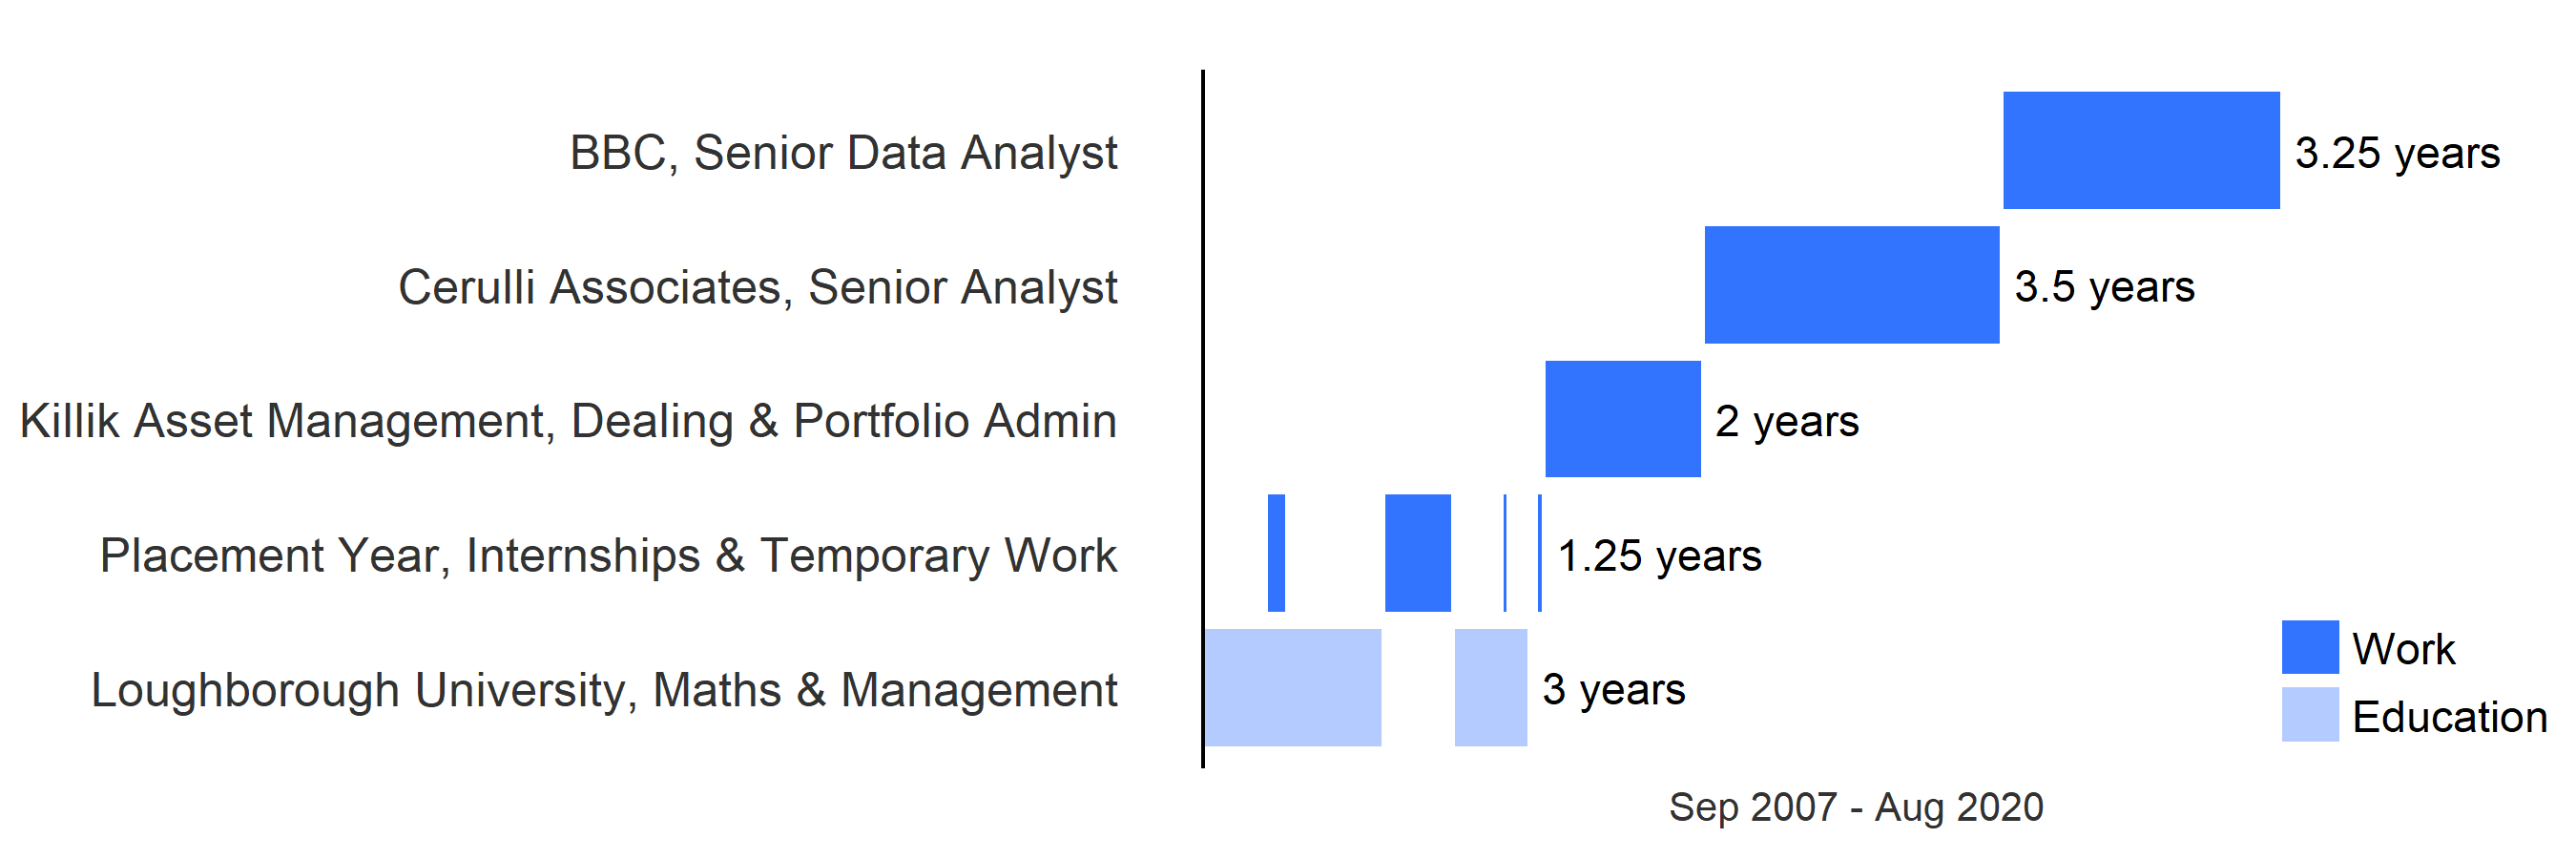 BBC, Senior Data Analyst
3.25 years
Cerulli Associates, Senior Analyst
3.5 years
Killik Asset Management, Dealing & Portfolio Admin
2 years
Placement Year, Internships & Temporary Work
1.25 years
Loughborough University, Maths & Management
3 years
Work
Education
Sep 2007 - Aug 2020